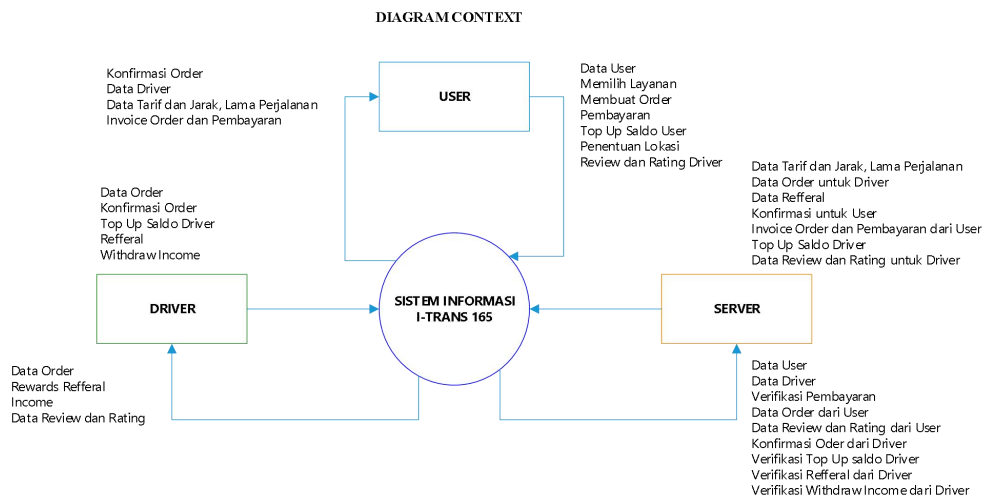 DIAGRAM CONTEXT
Konfirmasi Order
Data Driver
Data Tarif dan Jarak, Lama Perjalanan
Invoice Order dan Pembayaran
USER
Data User
Memilih Layanan
Membuat Order
Pembayaran
Top Up Saldo User
Penentuan Lokasi
Review dan Rating Driver
Data Order
Konfirmasi Order
Top Up Saldo Driver
Refferal
Withdraw Income
Data Tarif dan Jarak, Lama Perjalanan
Data Order untuk Driver
Data Refferal
Konfirmasi untuk User
Invoice Order dan Pembayaran dari User
Top Up Saldo Driver
Data Review dan Rating untuk Driver
DRIVER
SISTEM INFORMASI
I-TRANS 165
SERVER
Data Order
Rewards Refferal
Income
Data Review dan Rating
Data User
Data Driver
Verifikasi Pembayaran
Data Order dari User
Data Review dan Rating dari User
Konfirmasi Oder dari Driver
Verifikasi Top Up saldo Driver
Verifikasi Refferal dari Driver
Verifikasi Withdraw Income dari Driver